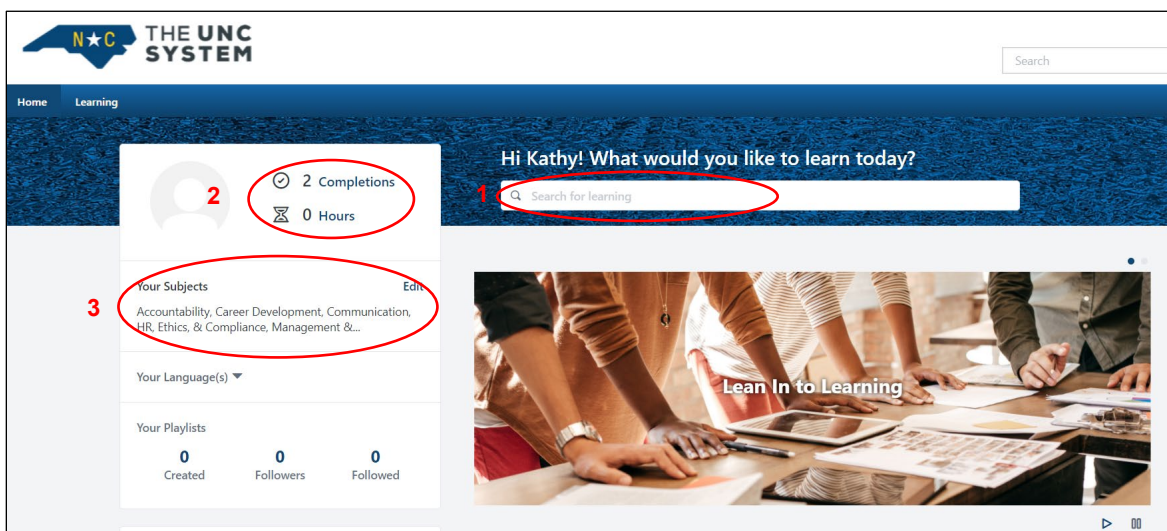 N★C THE UNC
SYSTEM
Search
Home Learning
Hi Kathy! What would you like to learn today?
1 Search for learning
2
2 Completions
0 Hours
3
Your Subjects Edit
Accountability, Career Development, Communication,
HR, Ethics, & Compliance, Management &...
Your Language(s)
Your Playlists
0 0 0
Created Followers Followed
Lean In to Learning